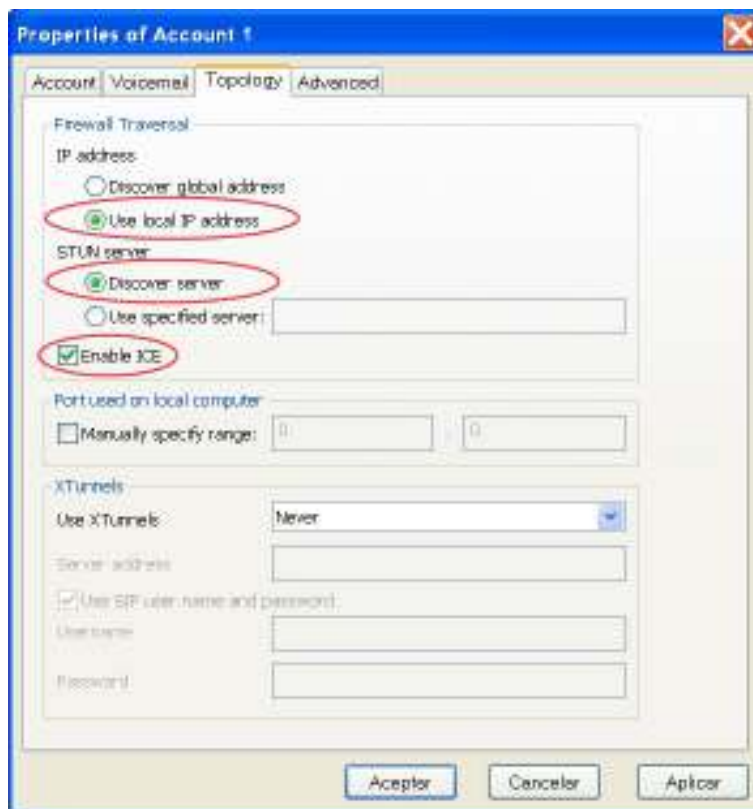 Properties of Account 1
Account Voicemail Topology Advanced
Firewall Traversal
IP address
Discover global address
Use local IP address
STUN server
Discover server
Use specified server:
Enable ICE
Port used on local computer
Manually specify range: 0 : 0
XTunnels
Use XTunnels Never
Server address
Use SIP user name and password
Username
Password
Aceptar Cancelar Aplicar